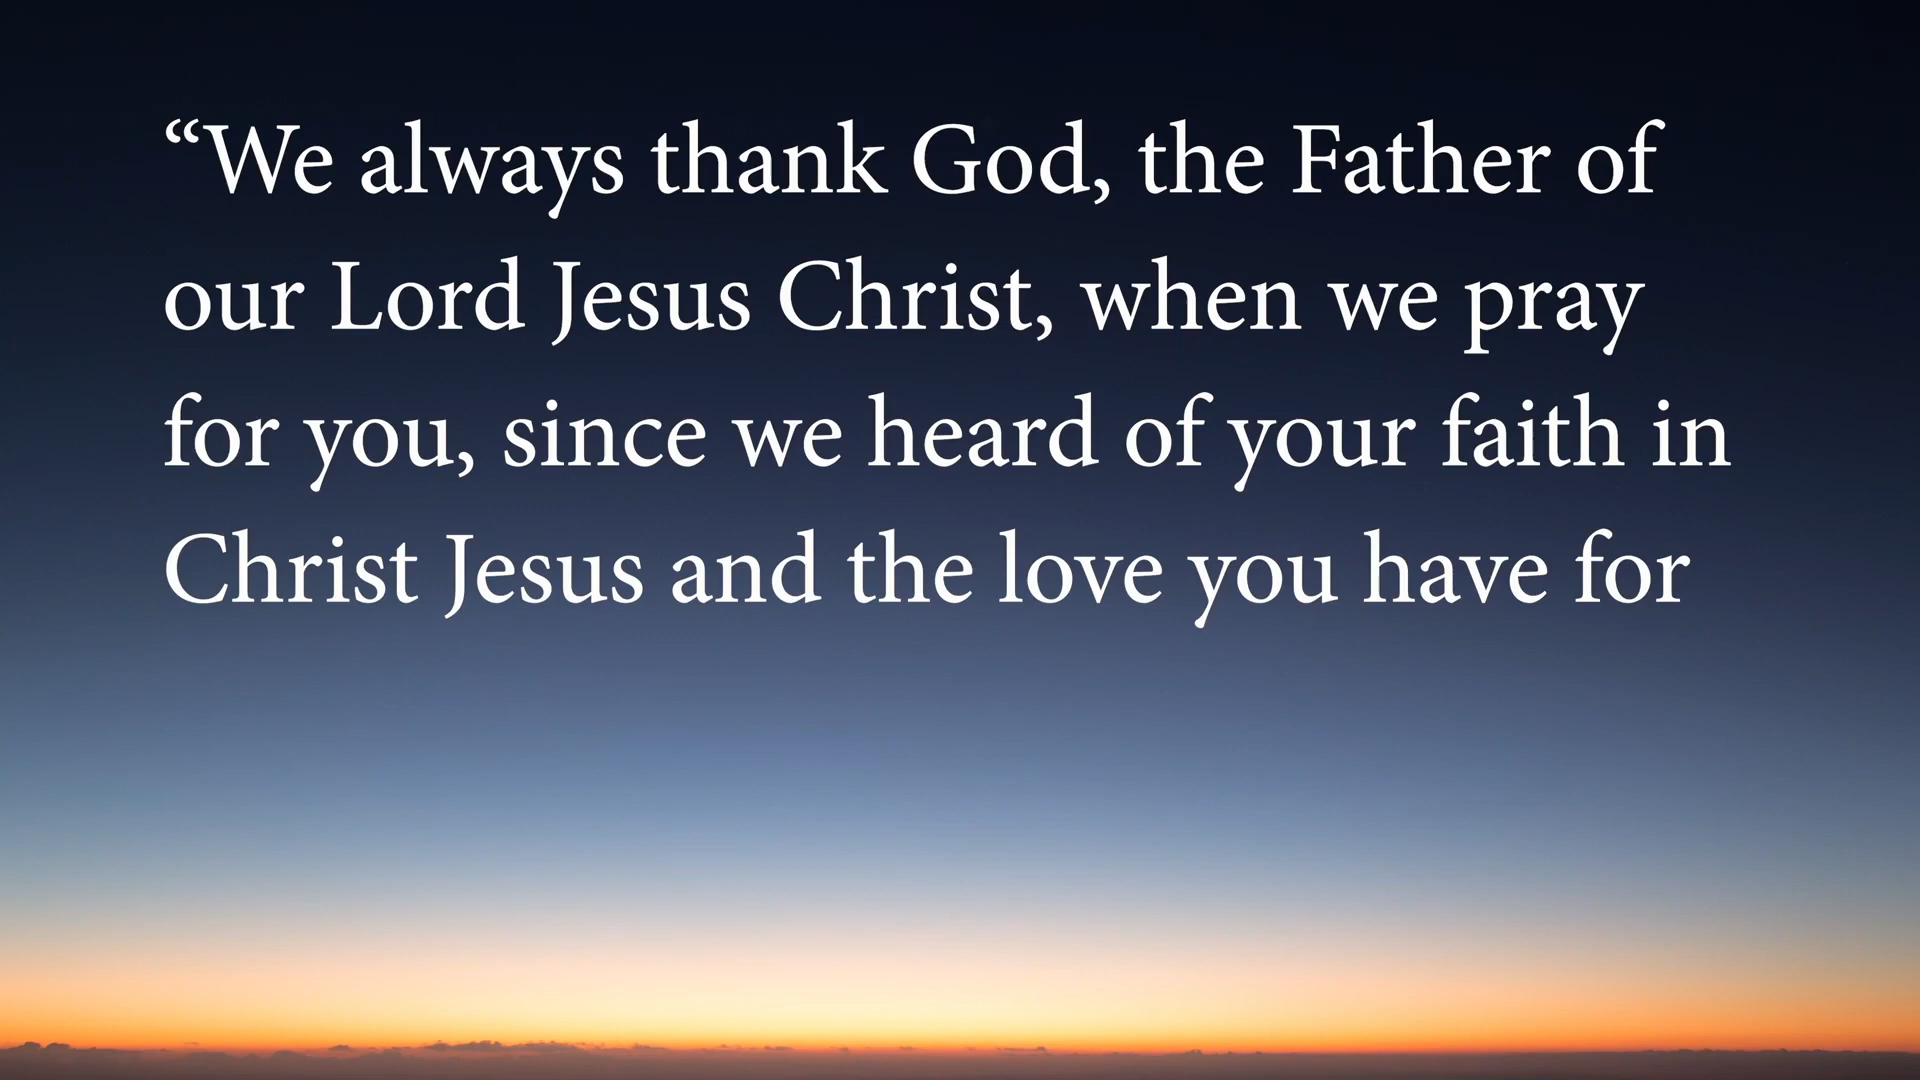 “We always thank God, the Father of
our Lord Jesus Christ, when we pray
for you, since we heard of your faith in
Christ Jesus and the love you have for